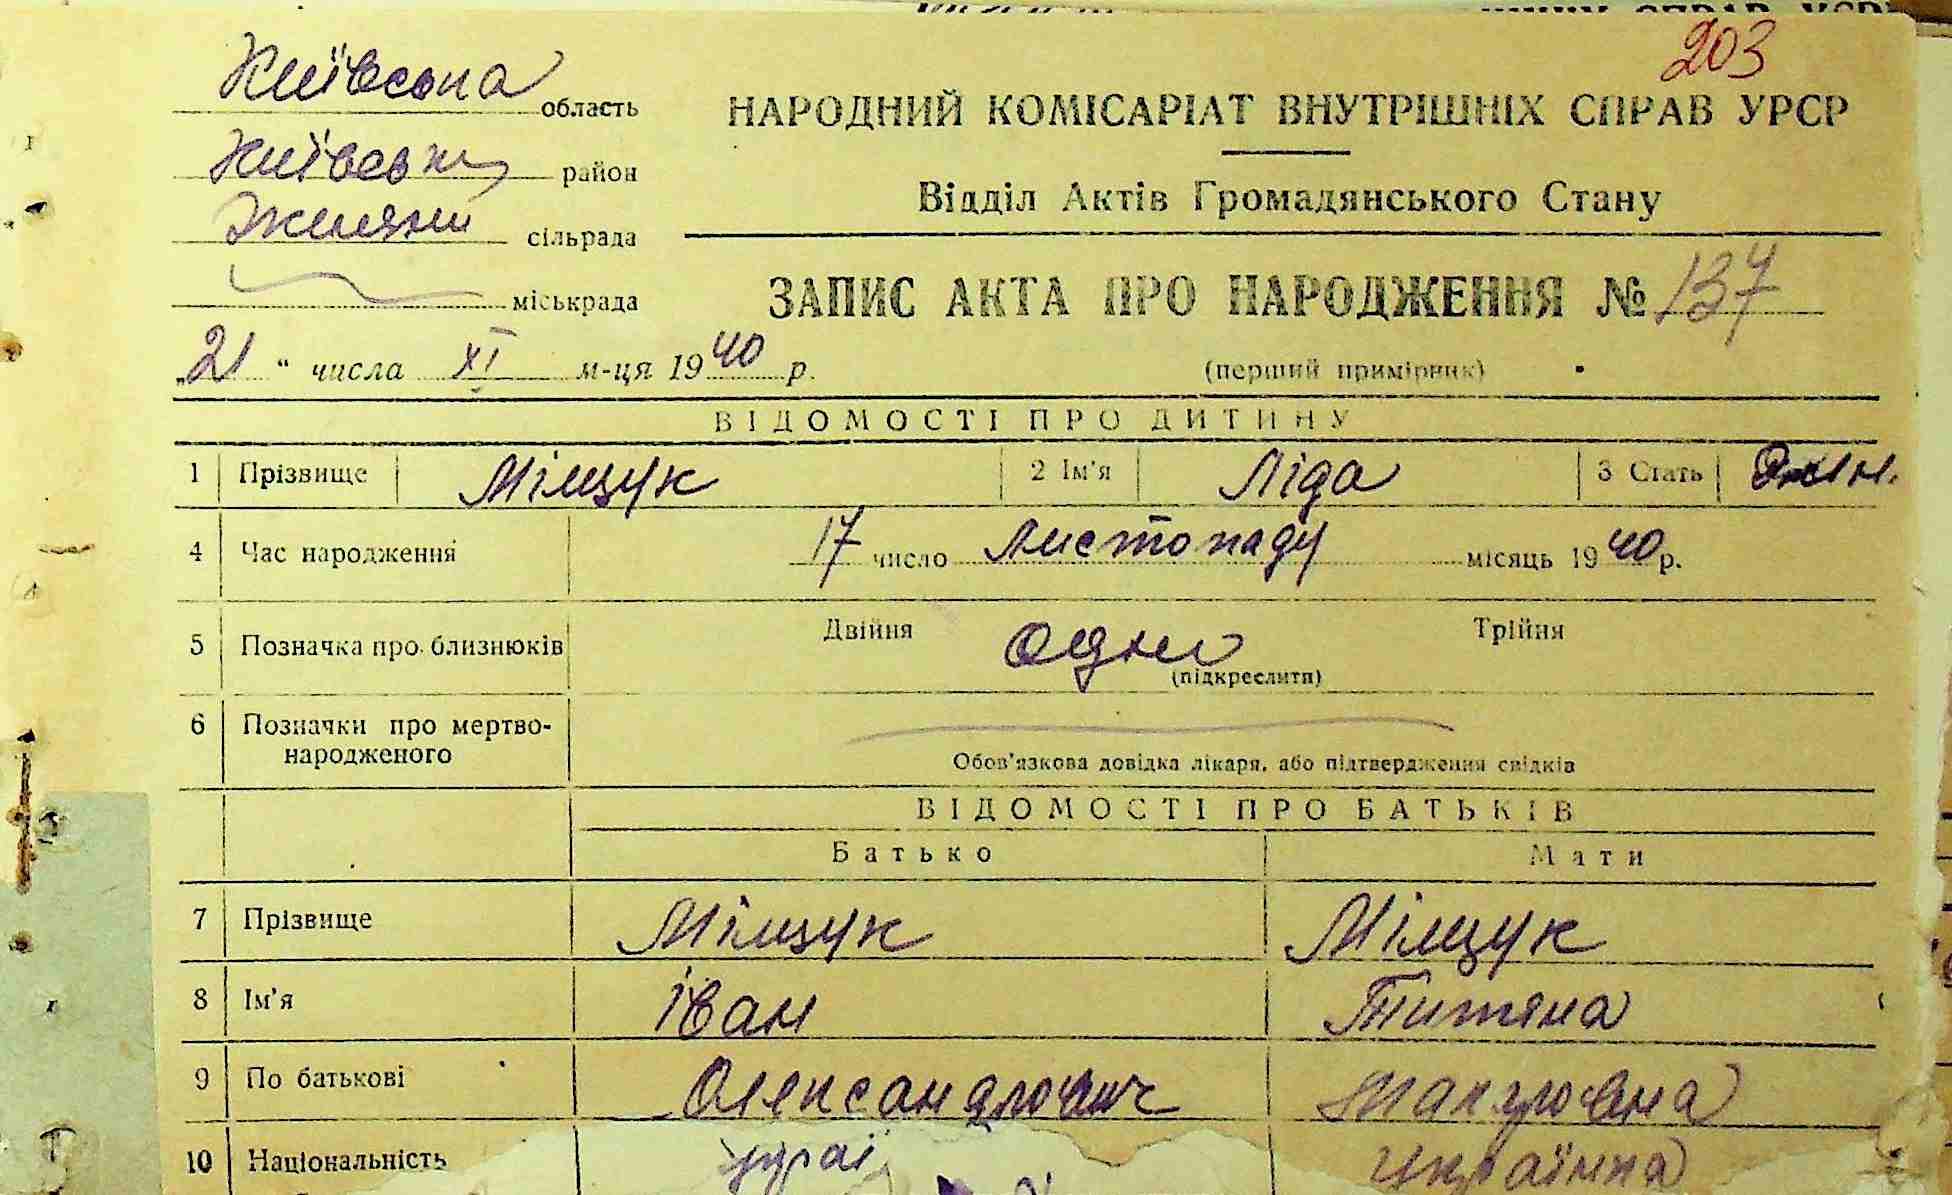 203
Київська область
Київськ район
Жиляни сільрада
міськрада
НАРОДНИЙ КОМІСАРІАТ ВНУТРІШНІХ СПРАВ УРСР
Відділ Актів Громадянського Стану
ЗАПИС АКТА ПРО НАРОДЖЕННЯ № 137
„21“ числа XI м-ця 1940 р.
(перший примірник)
ВІДОМОСТІ ПРО ДИТИНУ
1 Прізвище Міщук 2 Ім'я Ліда 3 Стать Жін.
4 Час народження 17 число Листопаду місяць 1940 р.
5 Позначка про близнюків Двійня одно Трійня
(підкреслити)
6 Позначки про мертво-
народженого
Обов'язкова довідка лікаря, або підтвердження свідків
ВІДОМОСТІ ПРО БАТЬКІВ
Батько Мати
7 Прізвище Міщук Міщук
8 Ім'я Іван Титяна
9 По батькові Олександрович
10 Національність украї Українка